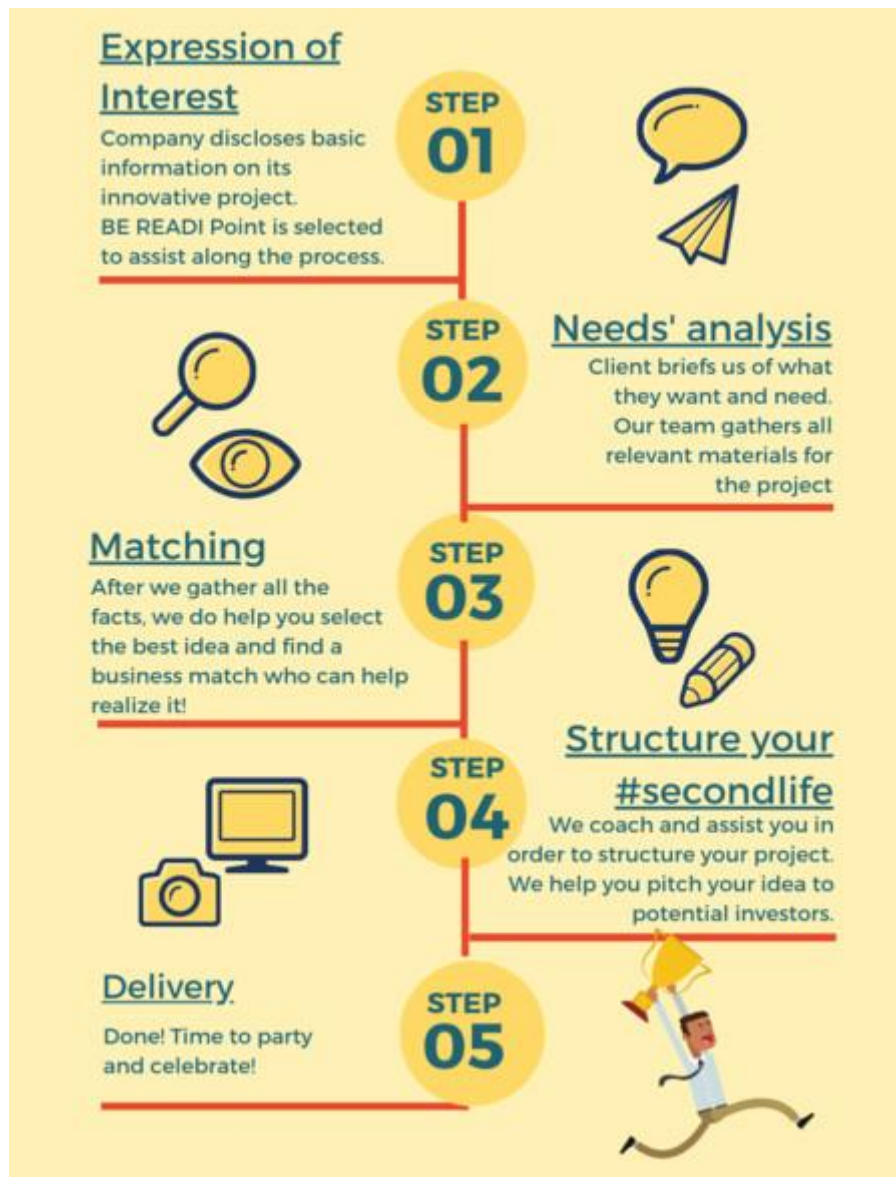 Expression of
Interest
Company discloses basic
information on its
innovative project.
BE READI Point is selected
to assist along the process.
STEP
01
STEP
02
Needs' analysis
Client briefs us of what
they want and need.
Our team gathers all
relevant materials for
the project
Matching
After we gather all the
facts, we do help you select
the best idea and find a
business match who can help
realize it!
STEP
03
STEP
04
Structure your
#secondlife
We coach and assist you in
order to structure your project.
We help you pitch your idea to
potential investors.
Delivery
Done! Time to party
and celebrate!
STEP
05